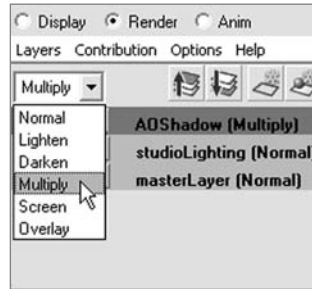 Display Render Anim
Layers Contribution Options Help
Multiply
Normal
Lighten
Darken
Multiply
Screen
Overlay
AOShadow (Multiply)
studioLighting (Normal)
masterLayer (Normal)